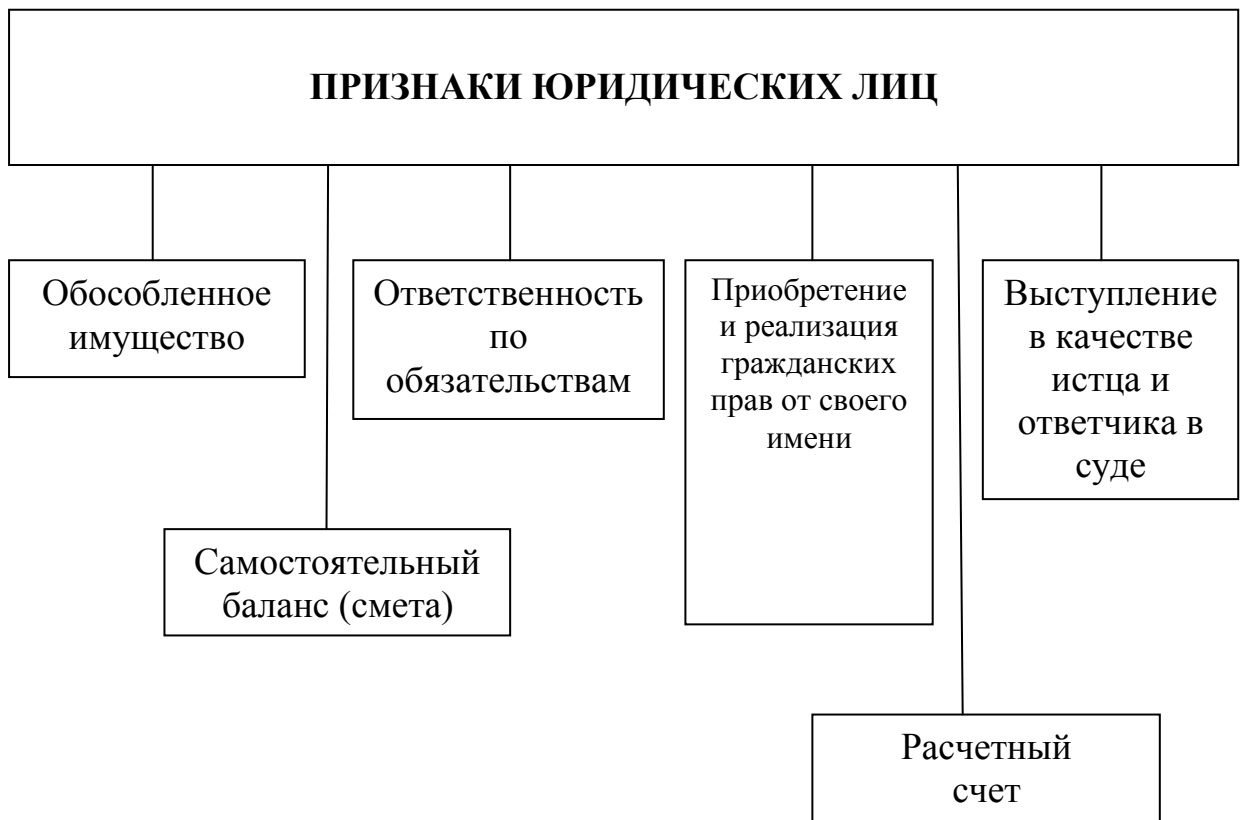 ПРИЗНАКИ ЮРИДИЧЕСКИХ ЛИЦ
Обособленное
имущество
Ответственность
по
обязательствам
Приобретение
и реализация
гражданских
прав от своего
имени
Выступление
в качестве
истца и
ответчика в
суде
Самостоятельный
баланс (смета)
Расчетный
счет